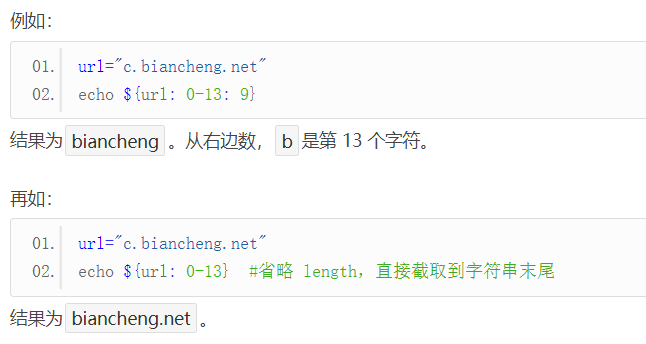 例如：
01. url="c.biancheng.net"
02. echo ${url: 0-13: 9}
结果为 biancheng 。从右边数， b 是第 13 个字符。
再如：
01. url="c.biancheng.net"
02. echo ${url: 0-13}  #省略 length，直接截取到字符串末尾
结果为 biancheng.net 。